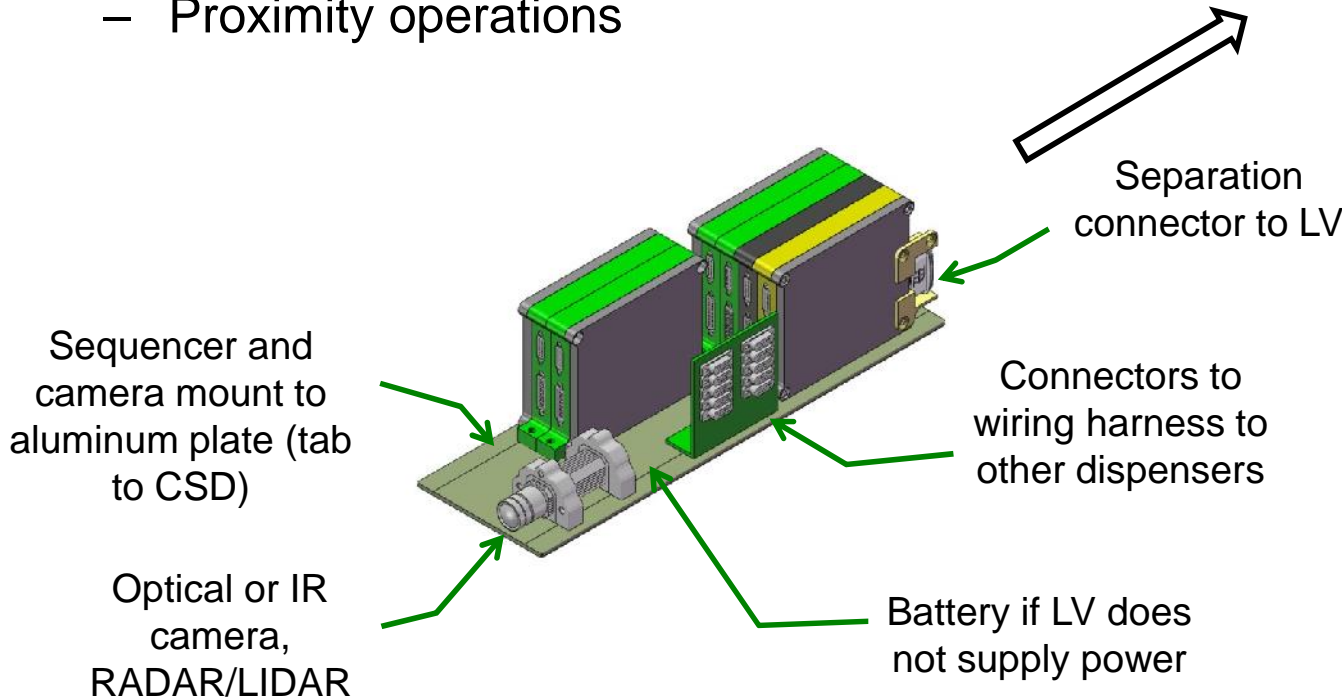 – Proximity operations
Separation
connector to LV
Sequencer and
camera mount to
aluminum plate (tab
to CSD)
Connectors to
wiring harness to
other dispensers
Optical or IR
camera,
RADAR/LIDAR
Battery if LV does
not supply power